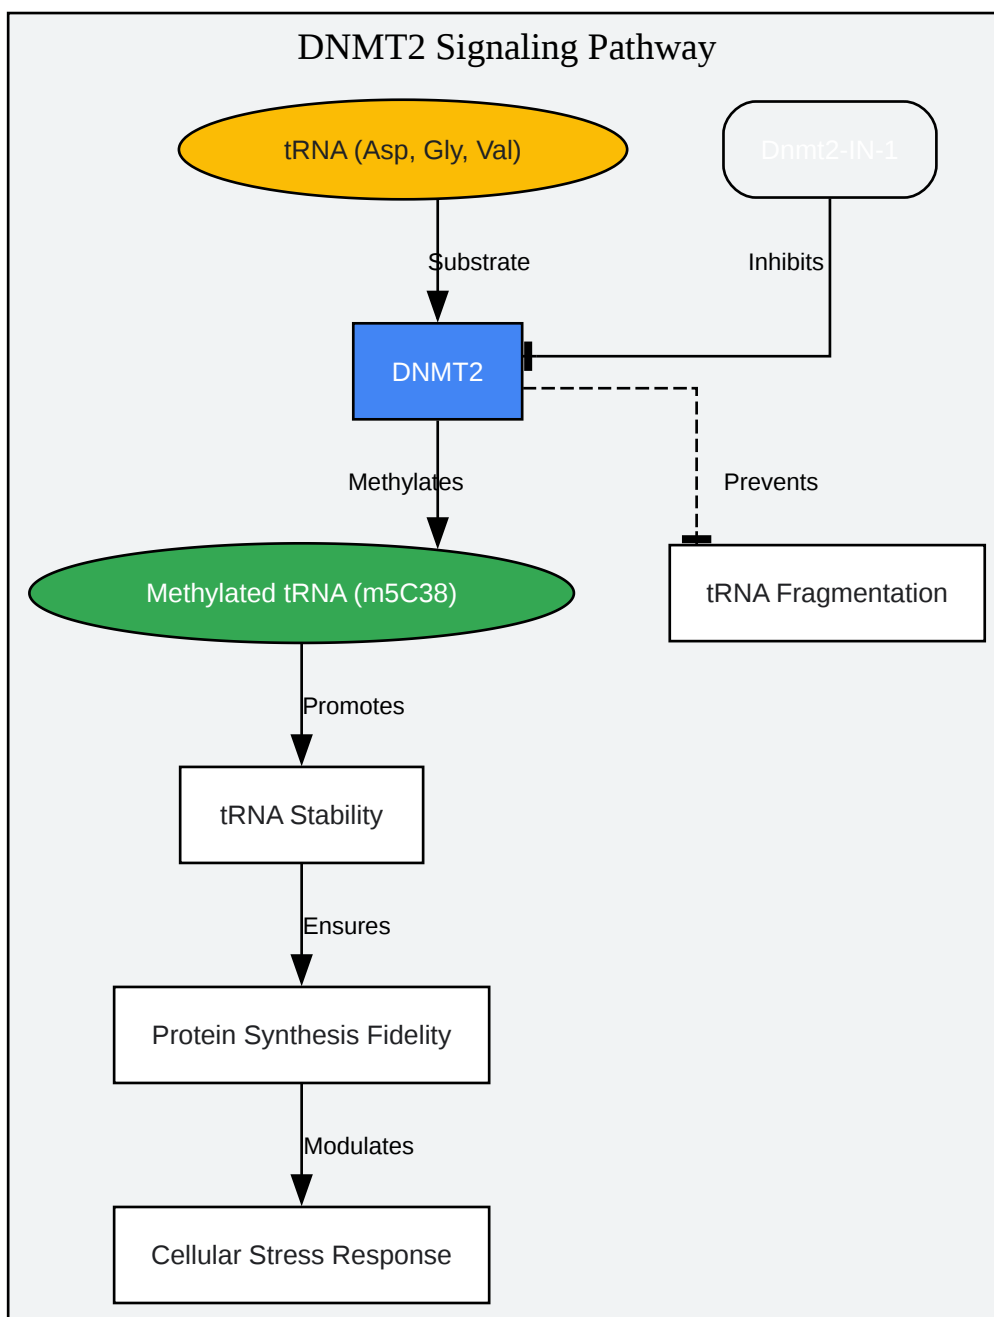 DNMT2 Signaling Pathway
tRNA (Asp, Gly, Val)
Dnmt2-IN-1
Substrate
Inhibits
DNMT2
Methylates
Prevents
Methylated tRNA (m5C38)
tRNA Fragmentation
Promotes
tRNA Stability
Ensures
Protein Synthesis Fidelity
Modulates
Cellular Stress Response